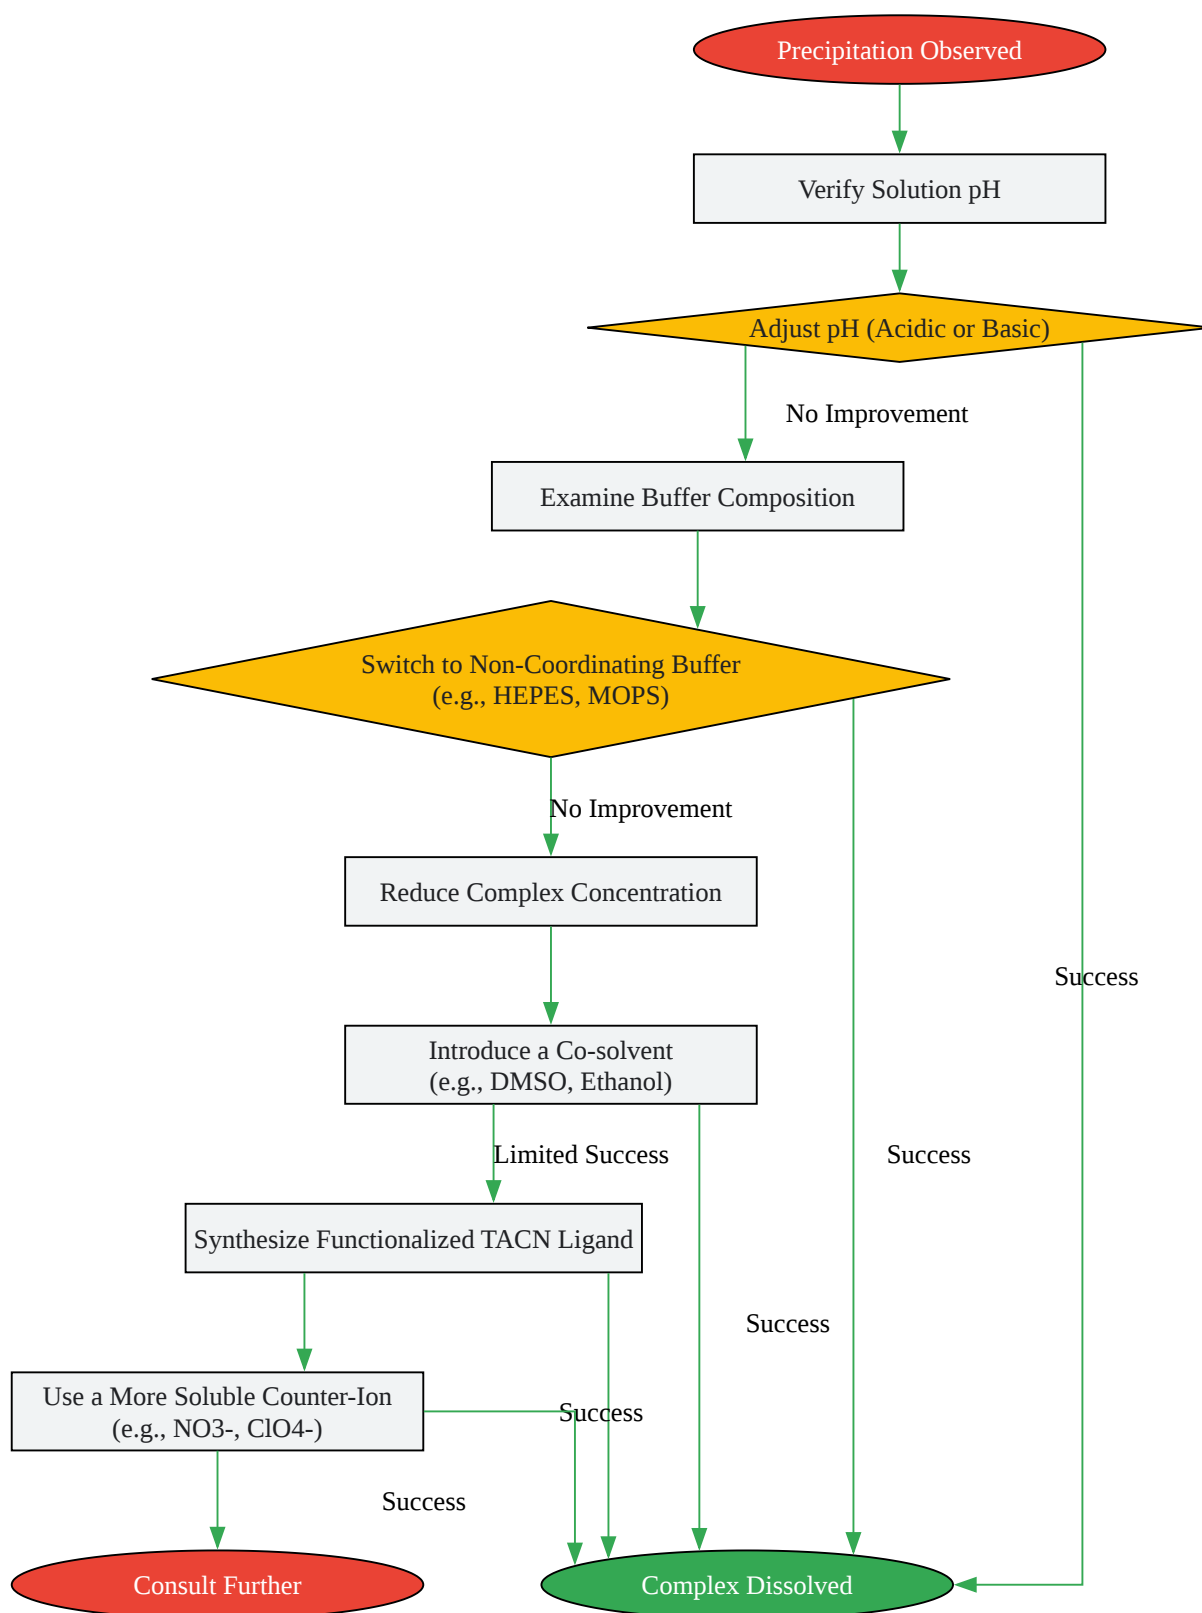 Precipitation Observed
Verify Solution pH
Adjust pH (Acidic or Basic)
No Improvement
Examine Buffer Composition
Switch to Non-Coordinating Buffer
(e.g., HEPES, MOPS)
No Improvement
Reduce Complex Concentration
Success
Introduce a Co-solvent
(e.g., DMSO, Ethanol)
Limited Success
Success
Synthesize Functionalized TACN Ligand
Success
Use a More Soluble Counter-Ion
(e.g., NO3-, ClO4-)
Success
Success
Consult Further
Complex Dissolved